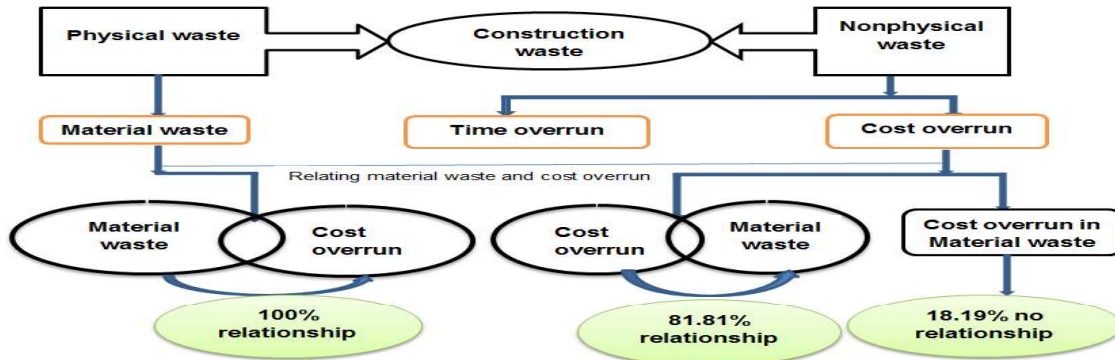 Physical waste
Construction
waste
Nonphysical
waste
Material waste
Time overrun
Cost overrun
Relating material waste and cost overrun
Material
waste
Cost
overrun
Cost
overrun
Material
waste
Cost overrun in
Material waste
100%
relationship
81.81%
relationship
18.19% no
relationship